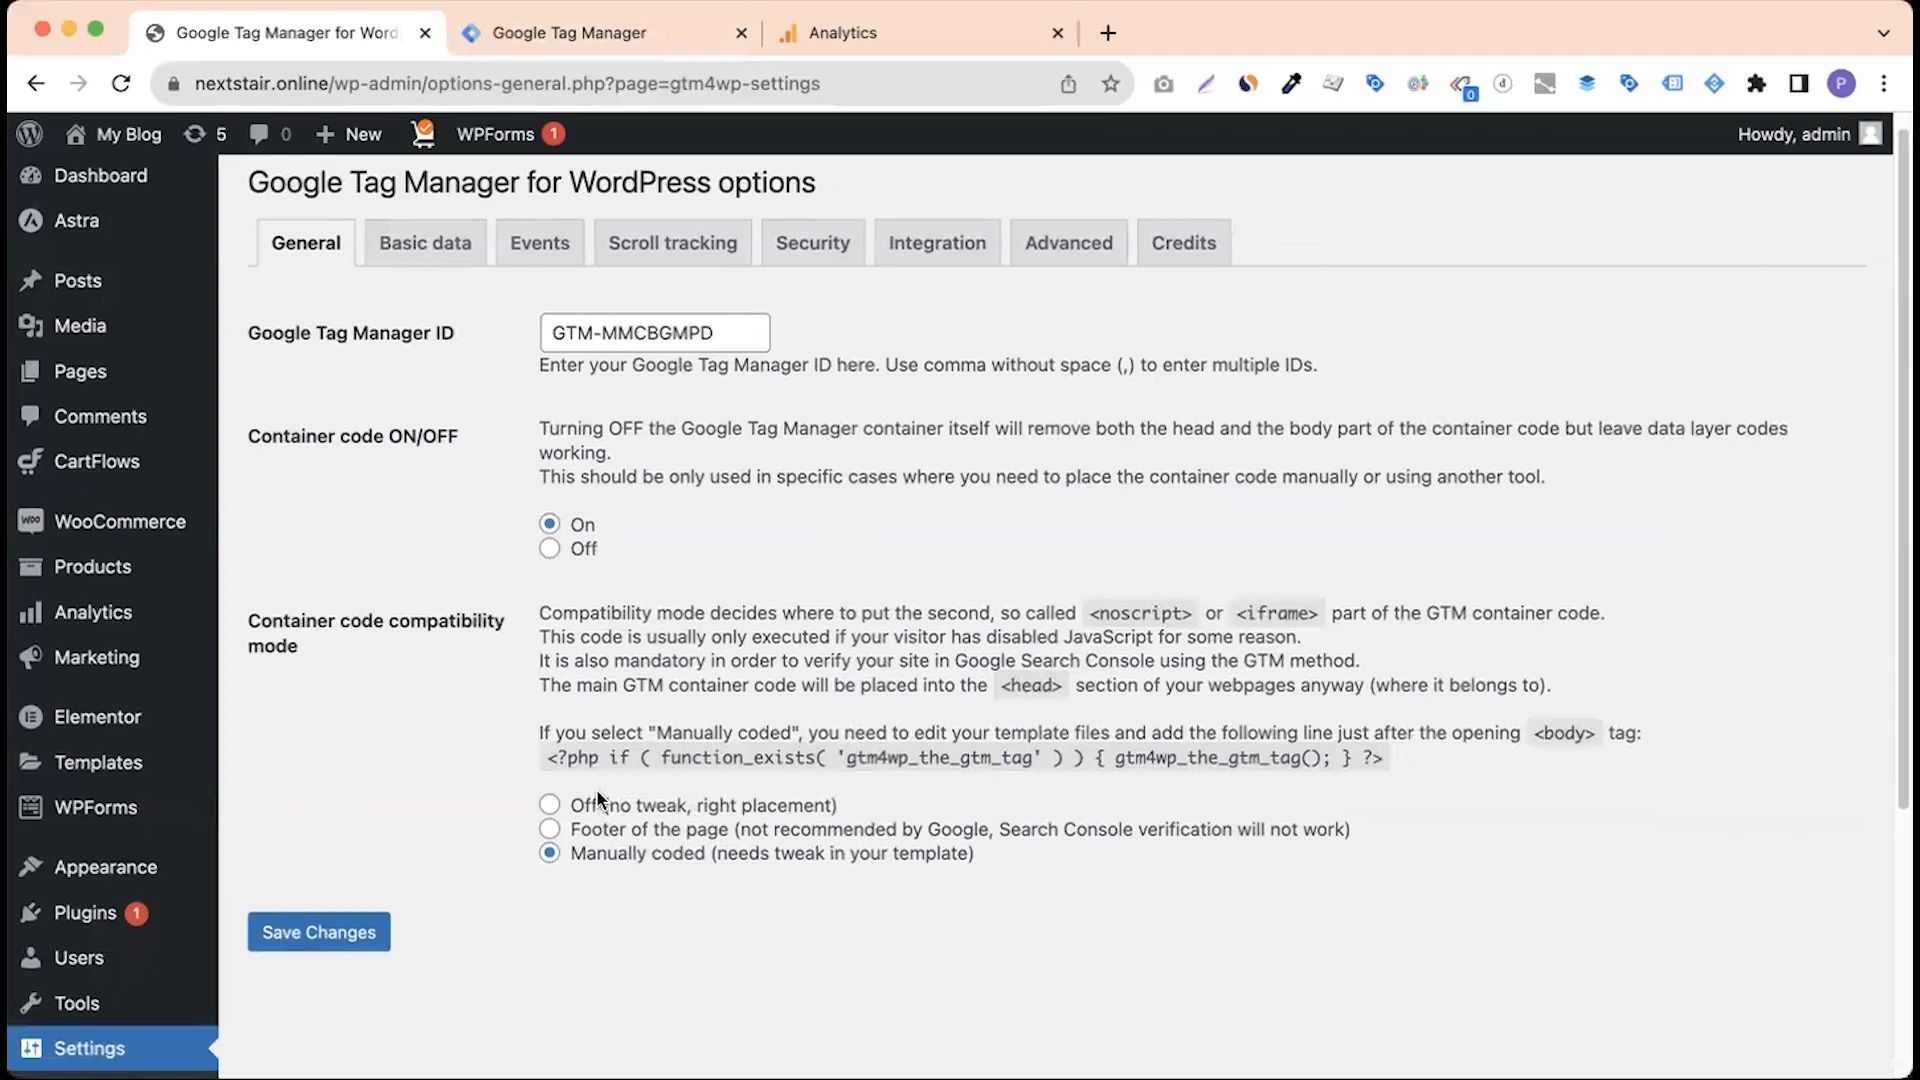 Google Tag Manager for Word
Google Tag Manager
Analytics
nextstair.online/wp-admin/options-general.php?page=gtm4wp-settings
0
d
P
My Blog
5
0
New
WPForms
1
Howdy, admin
Dashboard
Astra
Posts
Media
Pages
Comments
CartFlows
Woo
WooCommerce
Products
Analytics
Marketing
Elementor
Templates
WPForms
Appearance
Plugins 1
Users
Tools
Settings
Google Tag Manager for WordPress options
General
Basic data
Events
Scroll tracking
Security
Integration
Advanced
Credits
Google Tag Manager ID
GTM-MMCBGMPD
Enter your Google Tag Manager ID here. Use comma without space (,) to enter multiple IDs.
Container code ON/OFF
Turning OFF the Google Tag Manager container itself will remove both the head and the body part of the container code but leave data layer codes
working.
This should be only used in specific cases where you need to place the container code manually or using another tool.
On
Off
Container code compatibility
mode
Compatibility mode decides where to put the second, so called <noscript> or <iframe> part of the GTM container code.
This code is usually only executed if your visitor has disabled JavaScript for some reason.
It is also mandatory in order to verify your site in Google Search Console using the GTM method.
The main GTM container code will be placed into the <head> section of your webpages anyway (where it belongs to).
If you select "Manually coded", you need to edit your template files and add the following line just after the opening <body> tag:
<?php if ( function_exists( 'gtm4wp_the_gtm_tag' ) ) { gtm4wp_the_gtm_tag(); } ?>
Off (no tweak, right placement)
Footer of the page (not recommended by Google, Search Console verification will not work)
Manually coded (needs tweak in your template)
Save Changes